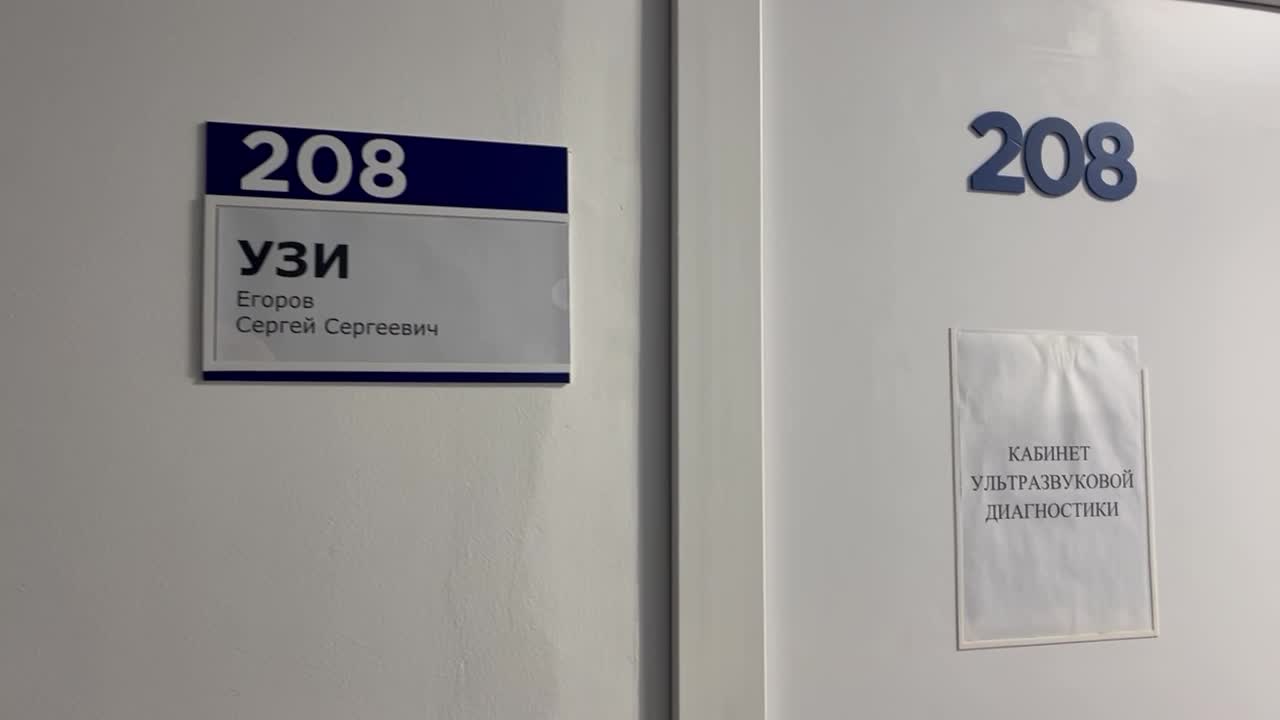 208
УЗИ
Егоров
Сергей Сергеевич
208
КАБИНЕТ
УЛЬТРАЗВУКОВОЙ
ДИАГНОСТИКИ